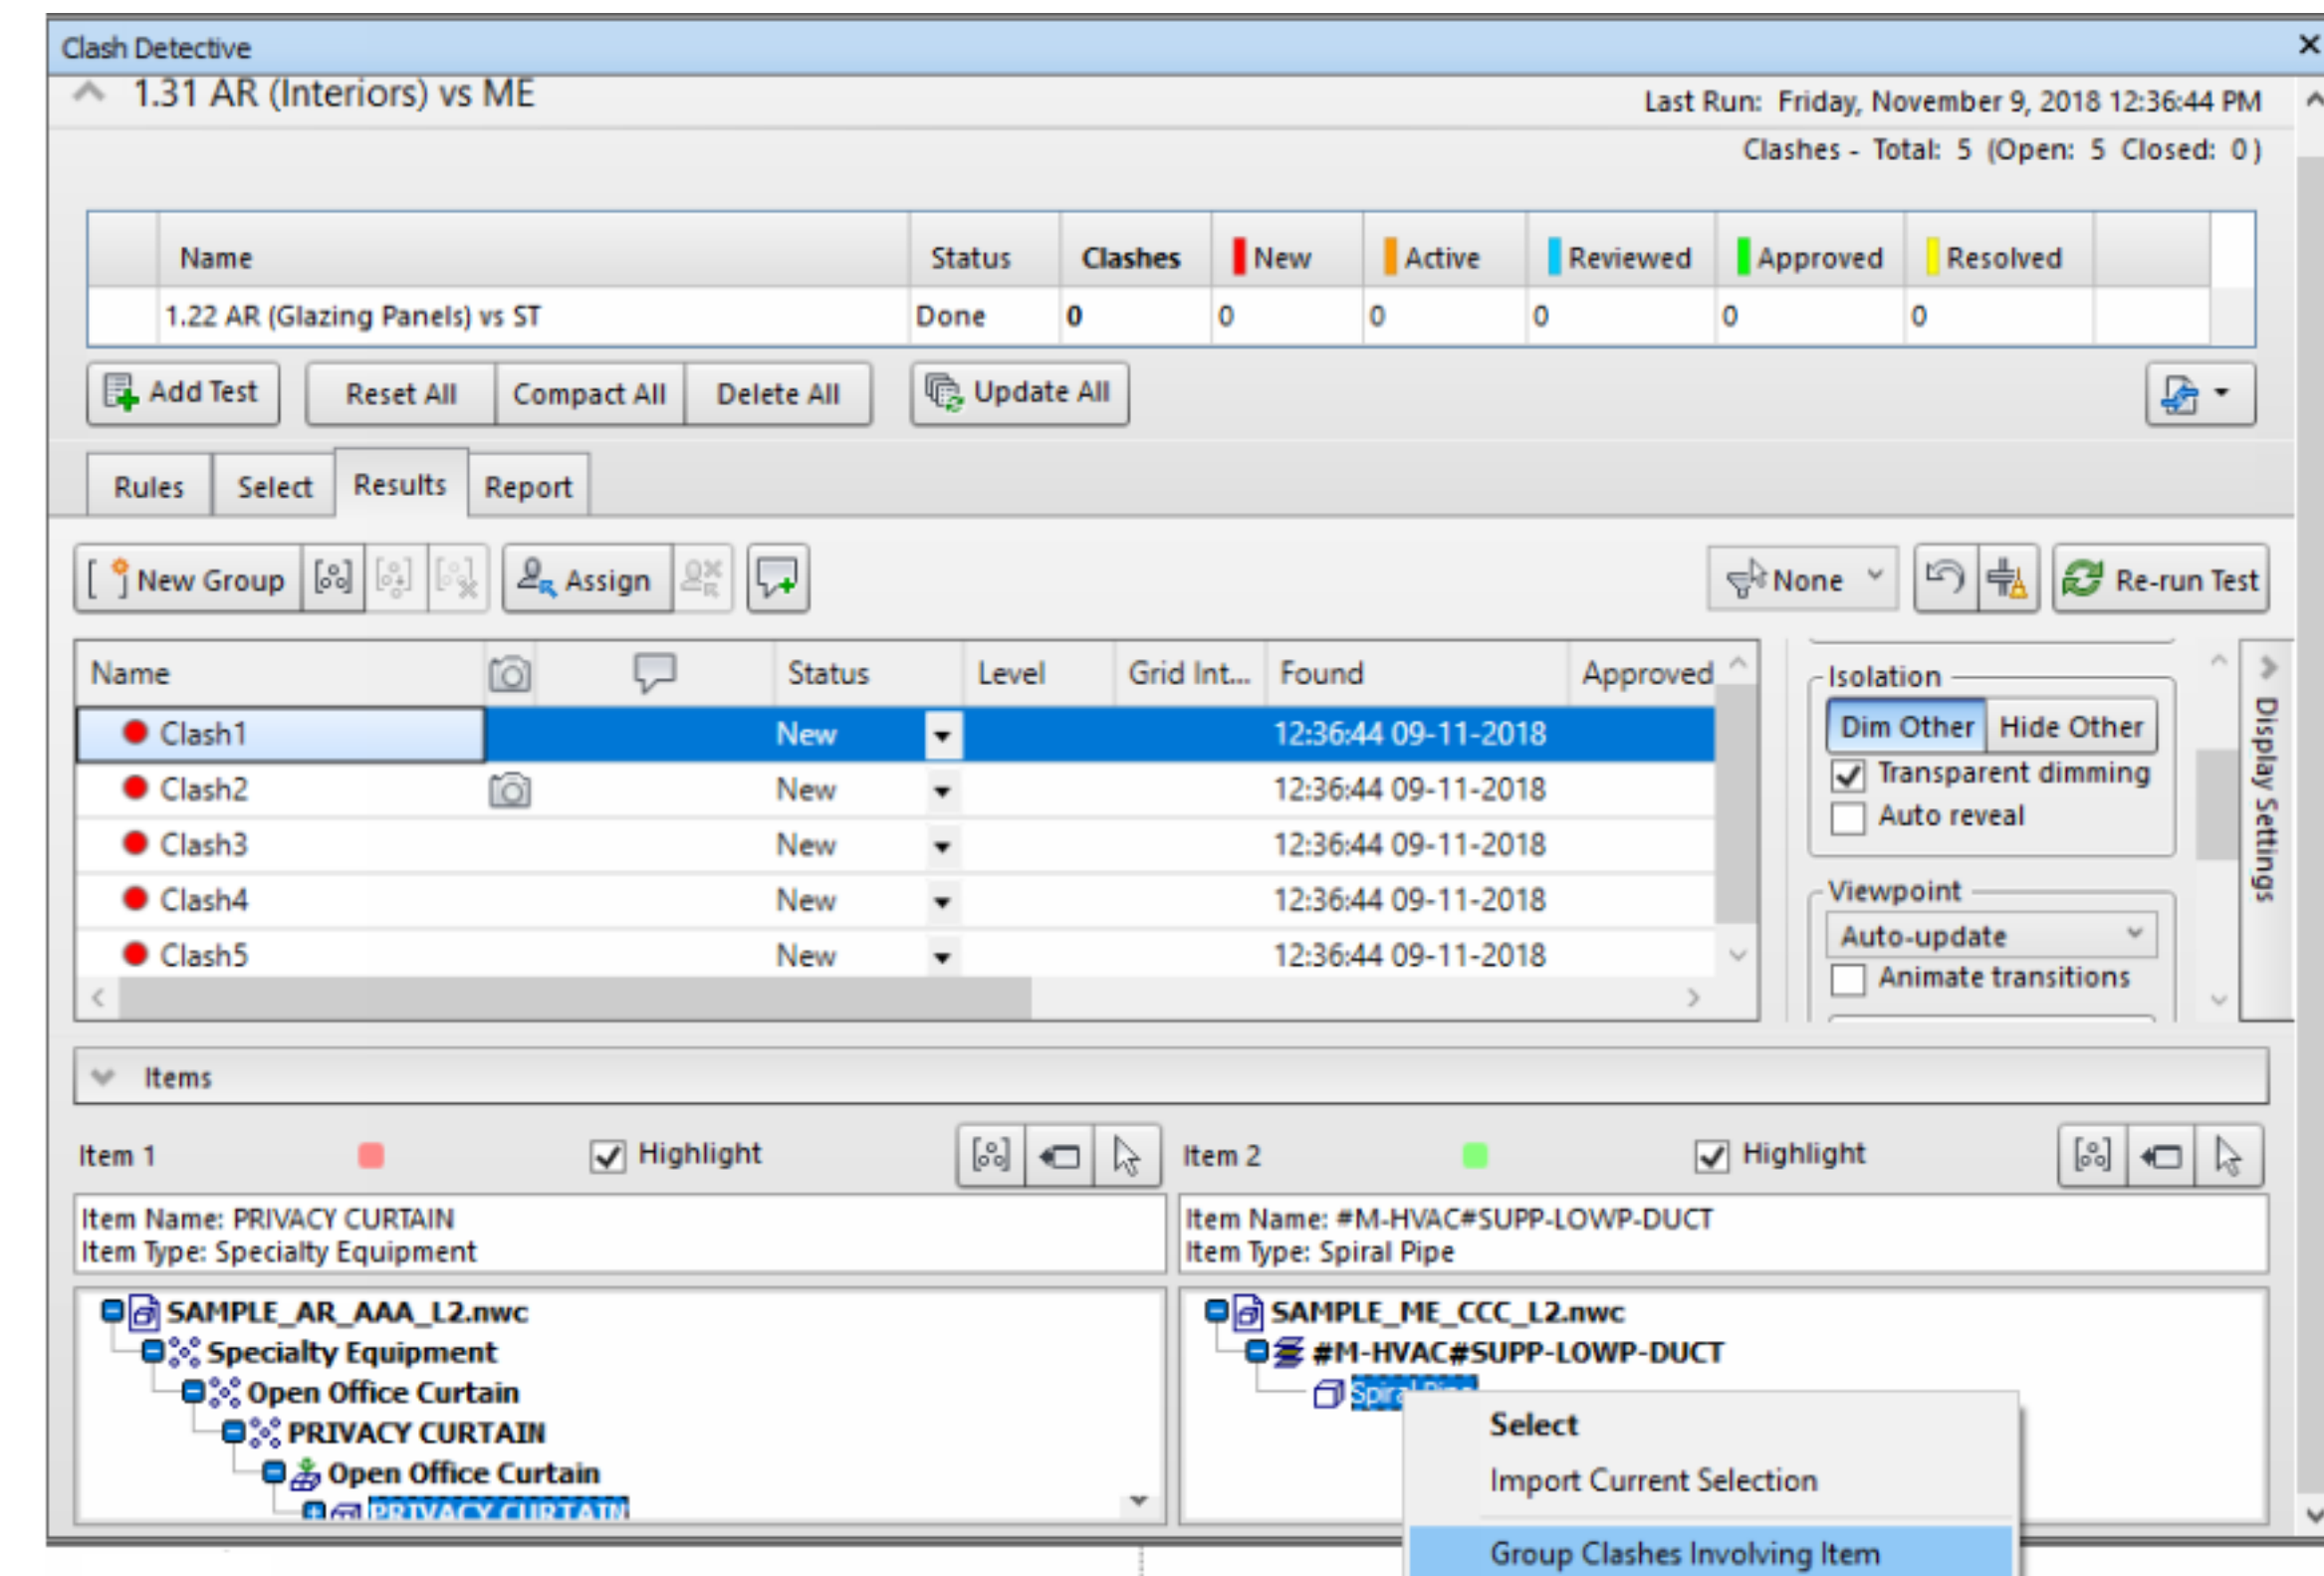 Clash Detective
1.31 AR (Interiors) vs ME
Last Run: Friday, November 9, 2018 12:36:44 PM
Clashes - Total: 5 (Open: 5 Closed: 0)
Name Status Clashes New Active Reviewed Approved Resolved
1.22 AR (Glazing Panels) vs ST Done 0 0 0 0 0 0
Add Test Reset All Compact All Delete All Update All
Rules Select Results Report
New Group Assign None Re-run Test
Name Status Level Grid Int... Found Approved
Clash1 New 12:36:44 09-11-2018
Clash2 New 12:36:44 09-11-2018
Clash3 New 12:36:44 09-11-2018
Clash4 New 12:36:44 09-11-2018
Clash5 New 12:36:44 09-11-2018
Isolation
Dim Other Hide Other
Transparent dimming
Auto reveal
Viewpoint
Auto-update
Animate transitions
Display Settings
Items
Item 1 Highlight
Item Name: PRIVACY CURTAIN
Item Type: Specialty Equipment
SAMPLE_AR_AAA_L2.nwc
Specialty Equipment
Open Office Curtain
PRIVACY CURTAIN
Open Office Curtain
PRIVACY CURTAIN
Item 2 Highlight
Item Name: #M-HVAC#SUPP-LOWP-DUCT
Item Type: Spiral Pipe
SAMPLE_ME_CCC_L2.nwc
#M-HVAC#SUPP-LOWP-DUCT
Spiral Pipe
Select
Import Current Selection
Group Clashes Involving Item